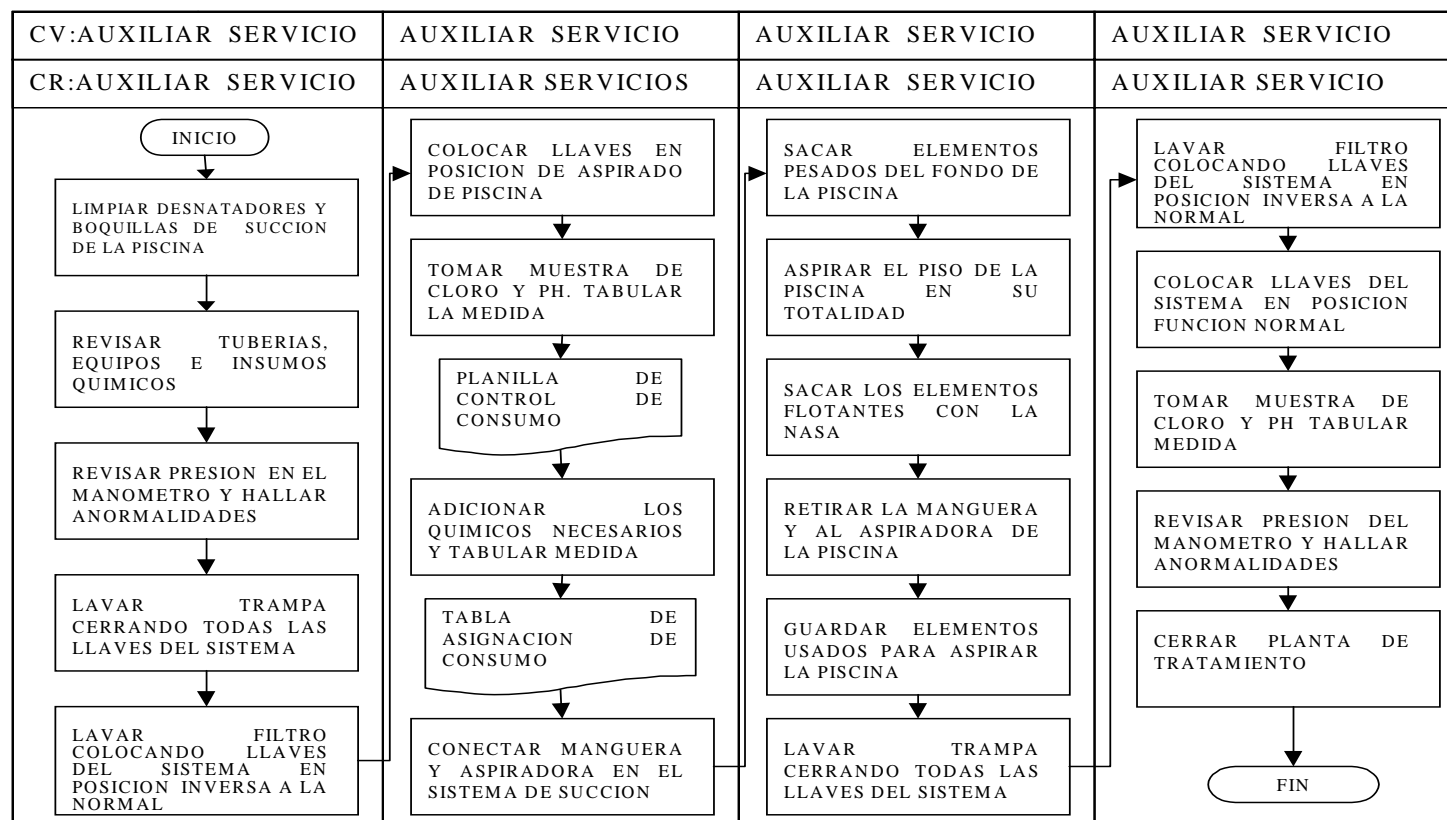 CV:AUXILIAR SERVICIO
AUXILIAR SERVICIO
AUXILIAR SERVICIO
AUXILIAR SERVICIO
CR:AUXILIAR SERVICIO
AUXILIAR SERVICIOS
AUXILIAR SERVICIO
AUXILIAR SERVICIO
INICIO
LIMPIAR DESNATADORES Y
BOQUILLAS DE SUCCION
DE LA PISCINA
REVISAR TUBERIAS,
EQUIPOS E INSUMOS
QUIMICOS
REVISAR PRESION EN EL
MANOMETRO Y HALLAR
ANORMALIDADES
LAVAR TRAMPA
CERRANDO TODAS LAS
LLAVES DEL SISTEMA
LAVAR FILTRO
COLOCANDO LLAVES
DEL SISTEMA EN
POSICION INVERSA A LA
NORMAL
COLOCAR LLAVES EN
POSICION DE ASPIRADO
DE PISCINA
TOMAR MUESTRA DE
CLORO Y PH. TABULAR
LA MEDIDA
PLANILLA DE
CONTROL DE
CONSUMO
ADICIONAR LOS
QUIMICOS NECESARIOS
Y TABULAR MEDIDA
TABLA DE
ASIGNACION DE
CONSUMO
CONECTAR MANGUERA
Y ASPIRADORA EN EL
SISTEMA DE SUCCION
SACAR ELEMENTOS
PESADOS DEL FONDO DE
LA PISCINA
ASPIRAR EL PISO DE LA
PISCINA EN SU
TOTALIDAD
SACAR LOS ELEMENTOS
FLOTANTES CON LA
NASA
RETIRAR LA MANGUERA
Y AL ASPIRADORA DE
LA PISCINA
GUARDAR ELEMENTOS
USADOS PARA ASPIRAR
LA PISCINA
LAVAR TRAMPA
CERRANDO TODAS LAS
LLAVES DEL SISTEMA
LAVAR FILTRO
COLOCANDO LLAVES
DEL SISTEMA EN
POSICION INVERSA A LA
NORMAL
COLOCAR LLAVES DEL
SISTEMA EN POSICION
FUNCION NORMAL
TOMAR MUESTRA DE
CLORO Y PH TABULAR
MEDIDA
REVISAR PRESION DEL
MANOMETRO Y HALLAR
ANORMALIDADES
CERRAR PLANTA DE
TRATAMIENTO
FIN